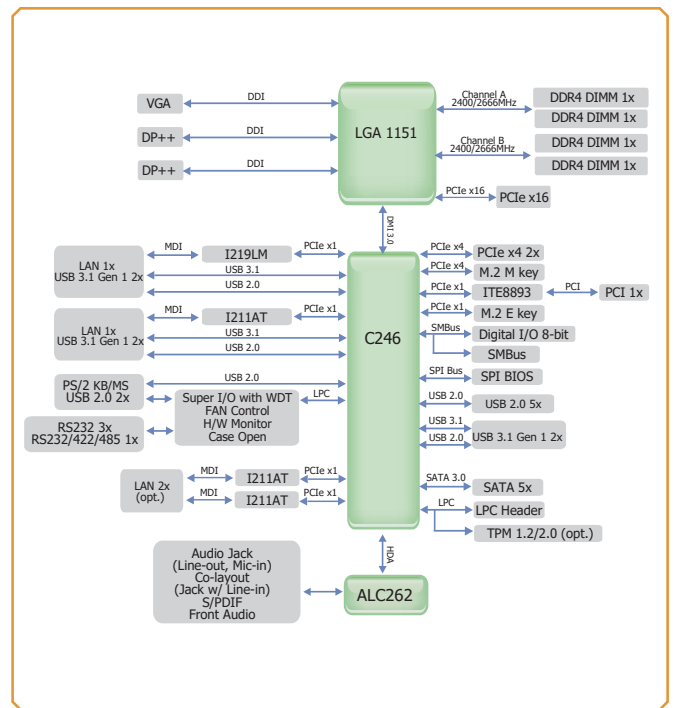 VGA
DDI
DP++
DDI
DP++
DDI
LGA 1151
Channel A
2400/2666MHz
DDR4 DIMM 1x
DDR4 DIMM 1x
Channel B
2400/2666MHz
DDR4 DIMM 1x
DDR4 DIMM 1x
PCIe x16
PCIe x16
DMI 3.0
LAN 1x
USB 3.1 Gen 1 2x
MDI
I219LM
PCIe x1
USB 3.1
USB 2.0
LAN 1x
USB 3.1 Gen 1 2x
MDI
I211AT
PCIe x1
USB 3.1
USB 2.0
PS/2 KB/MS
USB 2.0 2x
USB 2.0
Super I/O with WDT
FAN Control
H/W Monitor
Case Open
LPC
RS232 3x
RS232/422/485 1x
LAN 2x
(opt.)
MDI
I211AT
PCIe x1
MDI
I211AT
PCIe x1
C246
PCIe x4
PCIe x4 2x
PCIe x4
M.2 M key
PCIe x1
ITE8893
PCI
PCI 1x
PCIe x1
M.2 E key
SMBus
Digital I/O 8-bit
SMBus
SPI Bus
SPI BIOS
USB 2.0
USB 2.0 5x
USB 3.1
USB 2.0
USB 3.1 Gen 1 2x
SATA 3.0
SATA 5x
LPC
LPC Header
TPM 1.2/2.0 (opt.)
HDA
Audio Jack
(Line-out, Mic-in)
Co-layout
(Jack w/ Line-in)
S/PDIF
Front Audio
ALC262